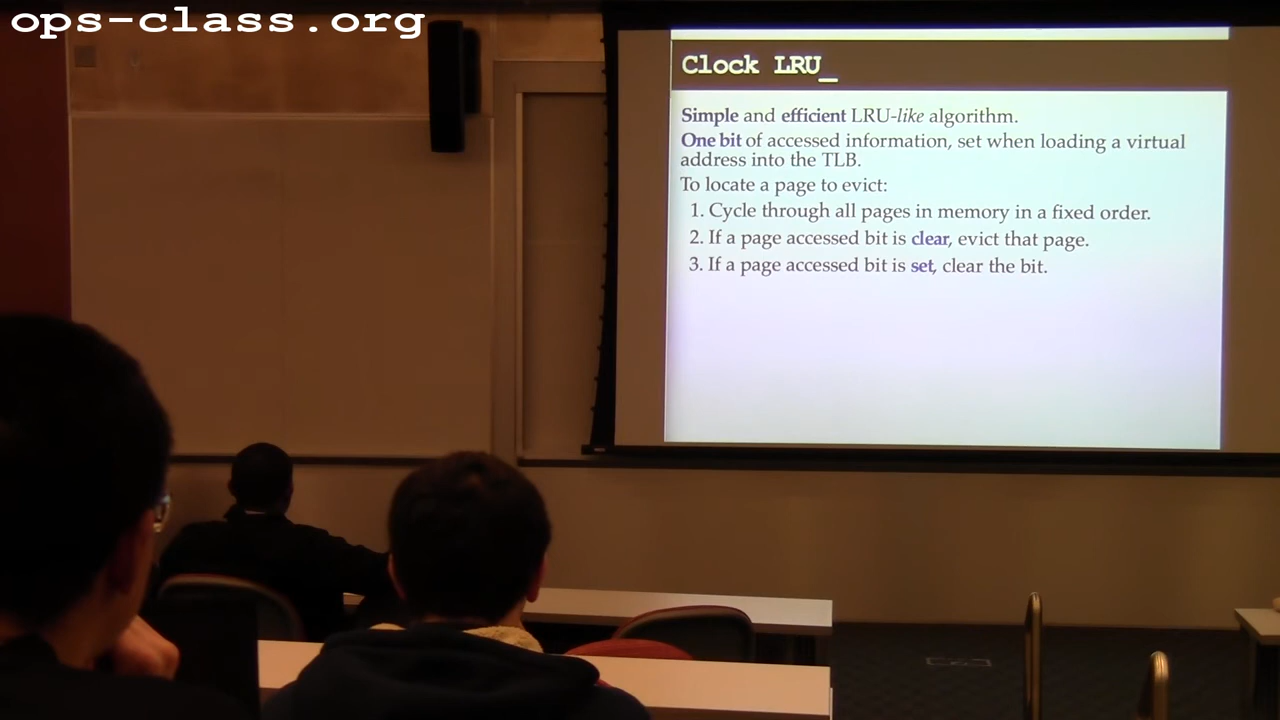 ops-class.org
Clock LRU_
Simple and efficient LRU-like algorithm.
One bit of accessed information, set when loading a virtual
address into the TLB.
To locate a page to evict:
1. Cycle through all pages in memory in a fixed order.
2. If a page accessed bit is clear, evict that page.
3. If a page accessed bit is set, clear the bit.